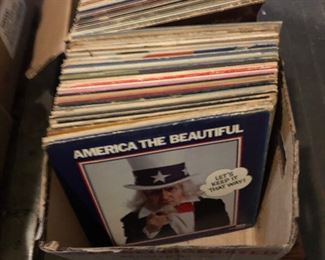 AMERICA THE BEAUTIFUL
LET'S
KEEP IT
THAT WAY!